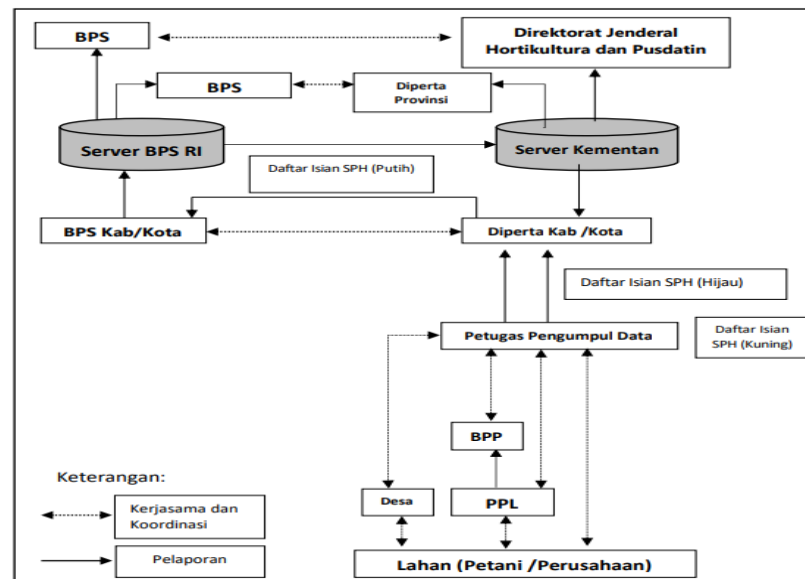 BPS
Direktorat Jenderal
Hortikultura dan Pusdatin
BPS
Diperta
Provinsi
Server BPS RI
Server Kementan
Daftar Isian SPH (Putih)
BPS Kab/Kota
Diperta Kab /Kota
Daftar Isian SPH (Hijau)
Petugas Pengumpul Data
Daftar Isian
SPH (Kuning)
BPP
Keterangan:
Desa
PPL
Kerjasama dan
Koordinasi
Pelaporan
Lahan (Petani /Perusahaan)